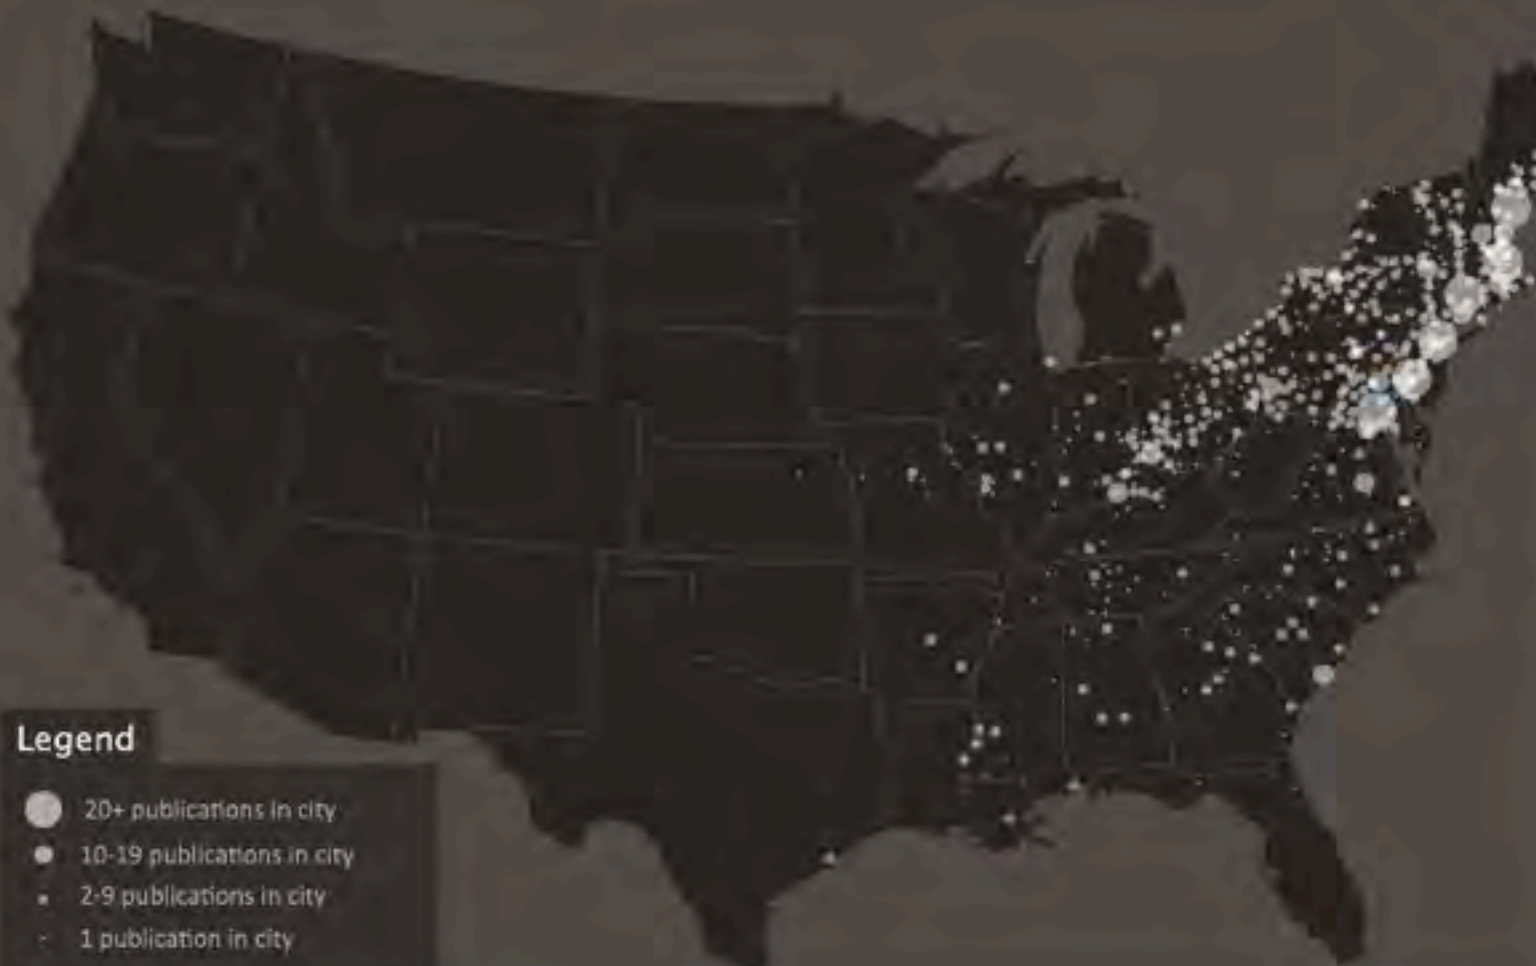 Legend
20+ publications in city
10-19 publications in city
2-9 publications in city
1 publication in city